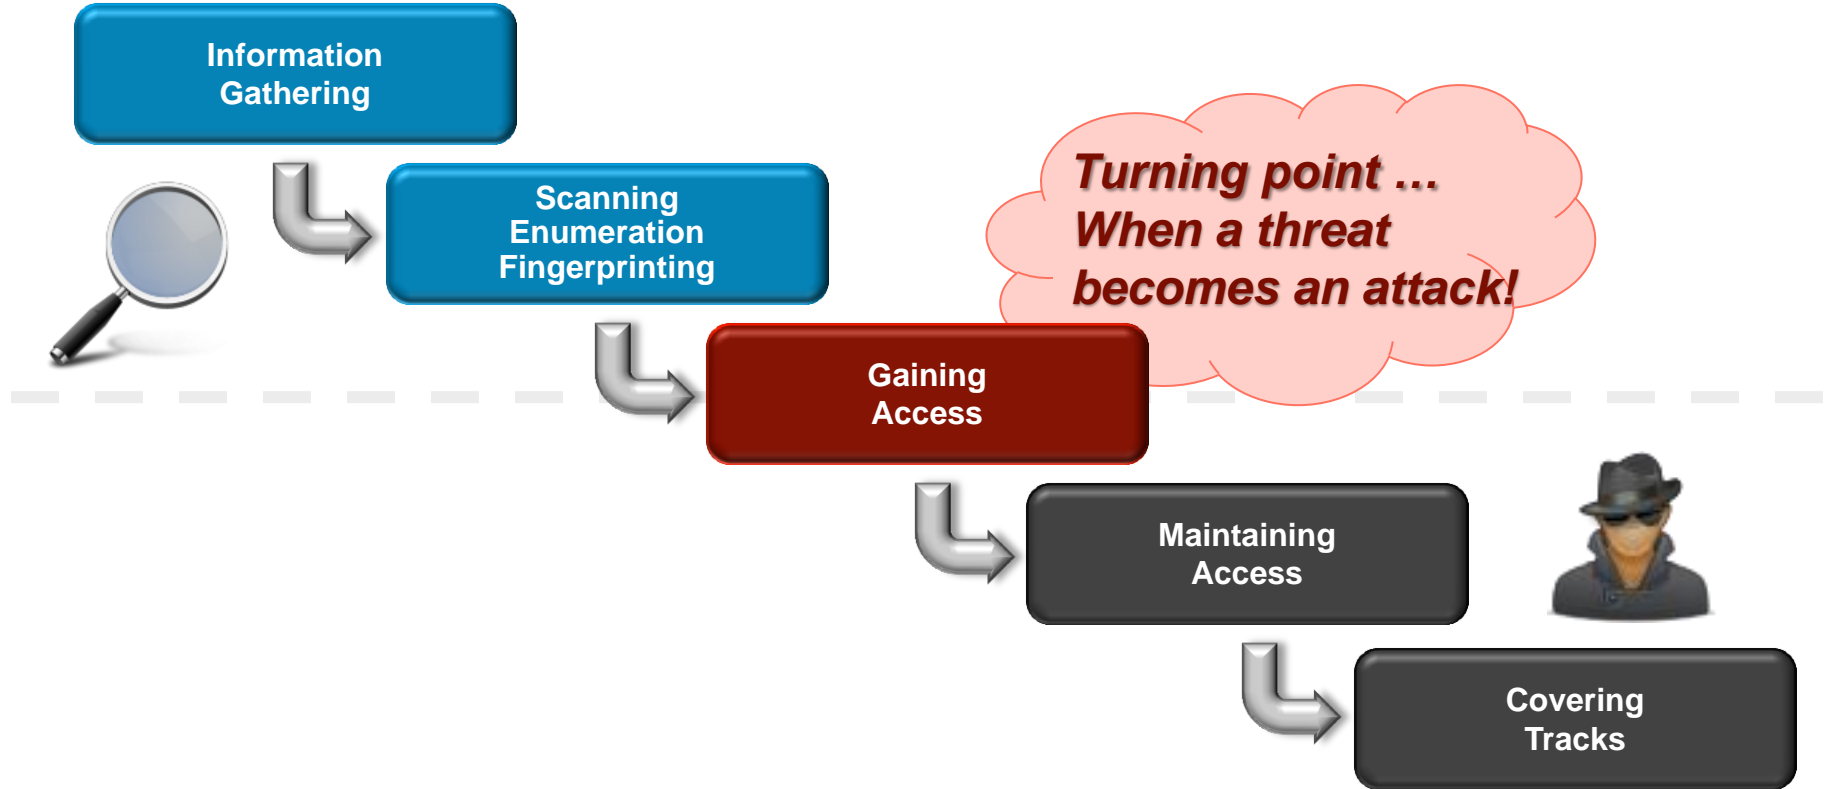 Information
Gathering
Scanning
Enumeration
Fingerprinting
Turning point …
When a threat
becomes an attack!
Gaining
Access
Maintaining
Access
Covering
Tracks